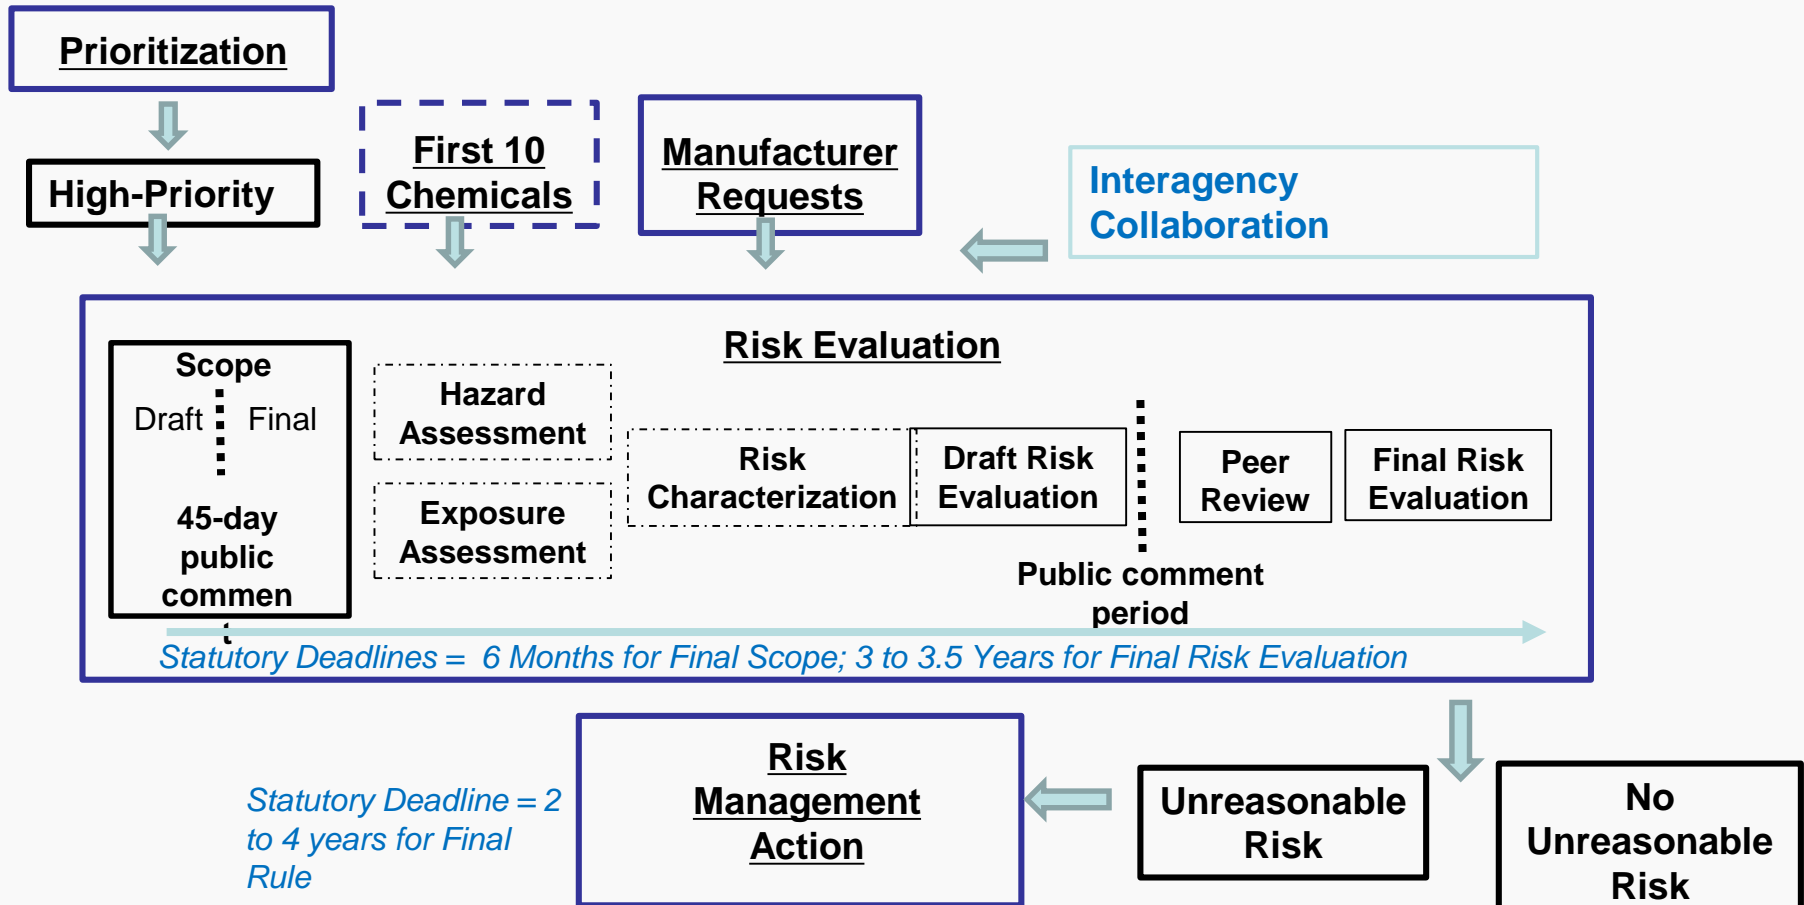 Prioritization
High-Priority
First 10
Chemicals
Manufacturer
Requests
Interagency
Collaboration
Risk Evaluation
Scope
Draft
Final
45-day
public
commen
t
Hazard
Assessment
Exposure
Assessment
Risk
Characterization
Draft Risk
Evaluation
Public comment
period
Peer
Review
Final Risk
Evaluation
Statutory Deadlines = 6 Months for Final Scope; 3 to 3.5 Years for Final Risk Evaluation
Statutory Deadline = 2
to 4 years for Final
Rule
Risk
Management
Action
Unreasonable
Risk
No
Unreasonable
Risk